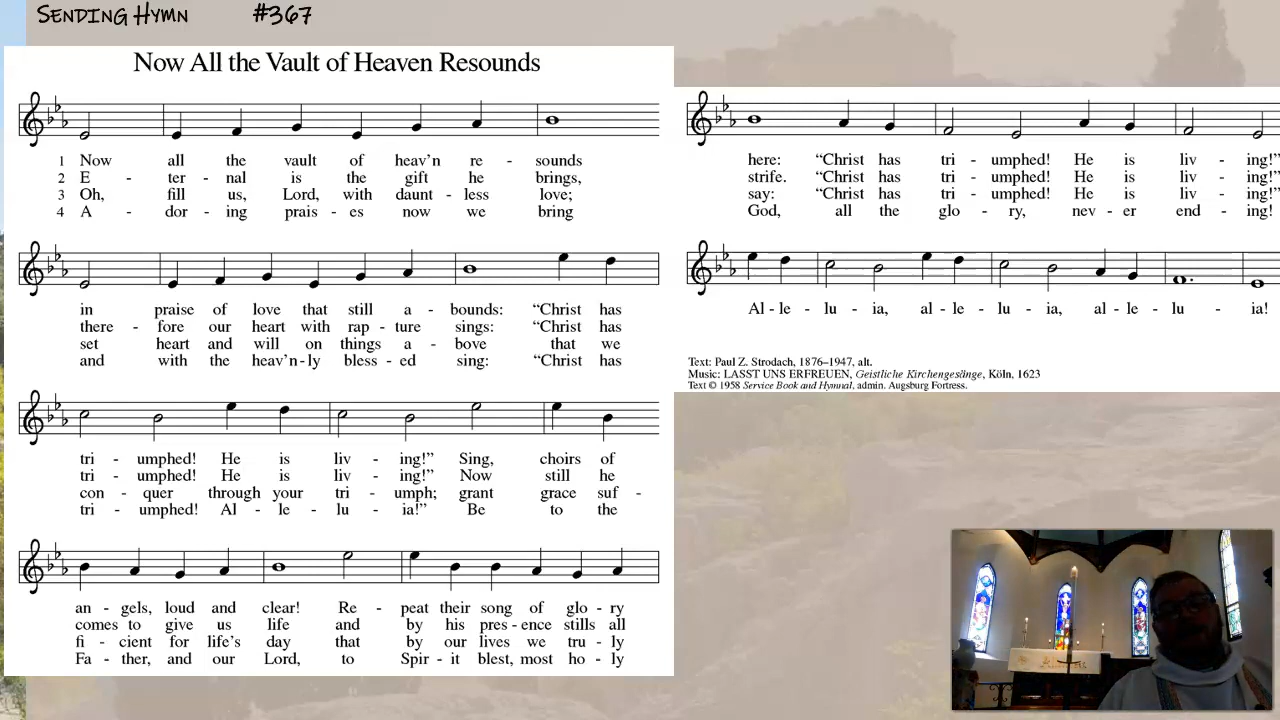 SENDING HYMN #367
Now All the Vault of Heaven Resounds
1 Now all the vault of heav'n re - sounds
2 E - ter - nal is the gift he brings,
3 Oh, fill us, Lord, with daunt - less love;
4 A - dor - ing prais - es now we bring
in praise of love that still a - bounds: “Christ has
there - fore our heart with rap - ture sings: “Christ has
set heart and will on things a - bove that we
and with the heav'n - ly bless - ed sing: “Christ has
tri - umphed! He is liv - ing!” Sing, choirs of
tri - umphed! He is liv - ing!” Now still he
con - quer through your tri - umph; grant grace suf -
tri - umphed! Al - le - lu - ia!” Be to the
an - gels, loud and clear! Re - peat their song of glo - ry
comes to give us life and by his pres - ence stills all
fi - cient for life's day that by our lives we tru - ly
Fa - ther, and our Lord, to Spir - it blest, most ho - ly
here: “Christ has tri - umphed! He is liv - ing!”
strife. “Christ has tri - umphed! He is liv - ing!”
say: “Christ has tri - umphed! He is liv - ing!”
God, all the glo - ry, nev - er end - ing!
Al - le - lu - ia, al - le - lu - ia, al - le - lu - ia!
Text: Paul Z. Strodach, 1876–1947, alt.
Music: LASST UNS ERFREUEN, Geistliche Kirchengesänge, Köln, 1623
Text © 1958 Service Book and Hymnal, admin. Augsburg Fortress.